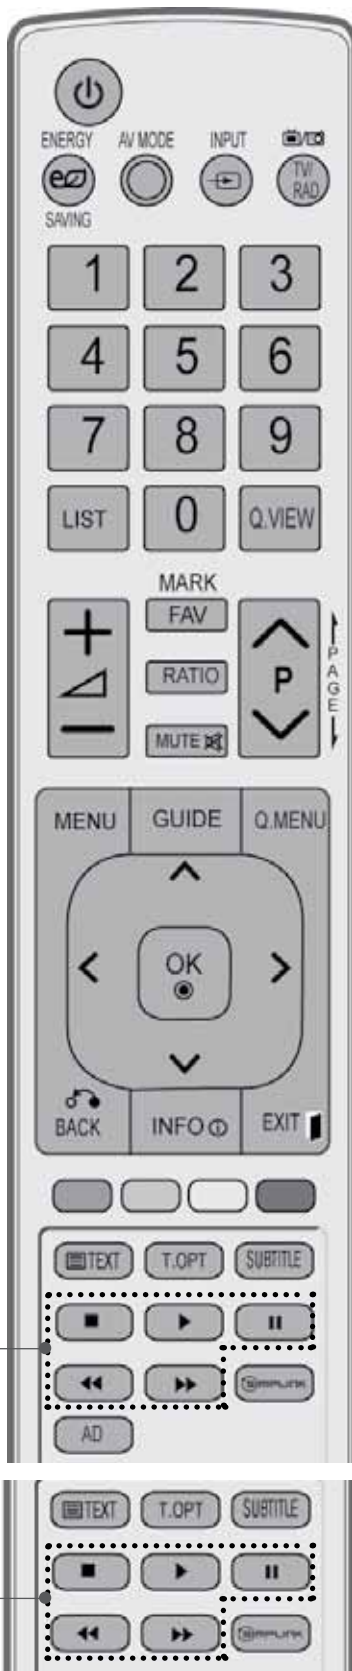 ENERGY AV MODE INPUT
TV/
RAD
SAVING
1 2 3
4 5 6
7 8 9
LIST 0 Q.VIEW
MARK
FAV
RATIO
P
PAGE
MUTE
MENU GUIDE Q.MENU
OK
BACK INFO EXIT
TEXT T.OPT SUBTITLE
SIMPLINK
AD
TEXT T.OPT SUBTITLE
SIMPLINK